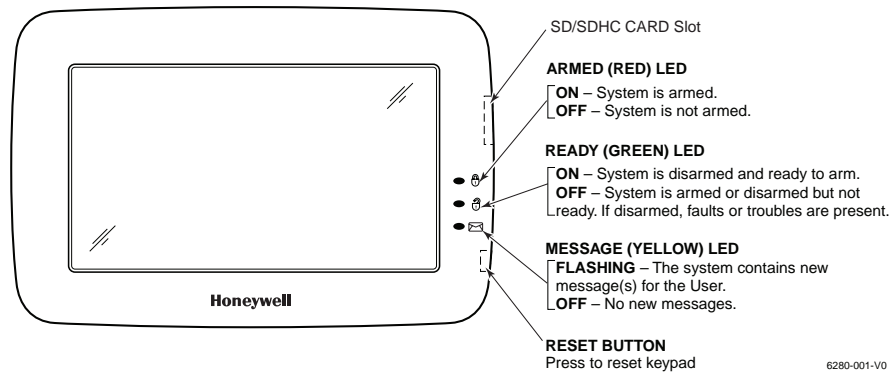 SD/SDHC CARD Slot
ARMED (RED) LED
ON – System is armed.
OFF – System is not armed.
READY (GREEN) LED
ON – System is disarmed and ready to arm.
OFF – System is armed or disarmed but not
ready. If disarmed, faults or troubles are present.
MESSAGE (YELLOW) LED
FLASHING – The system contains new
message(s) for the User.
OFF – No new messages.
Honeywell
RESET BUTTON
Press to reset keypad
6280-001-V0